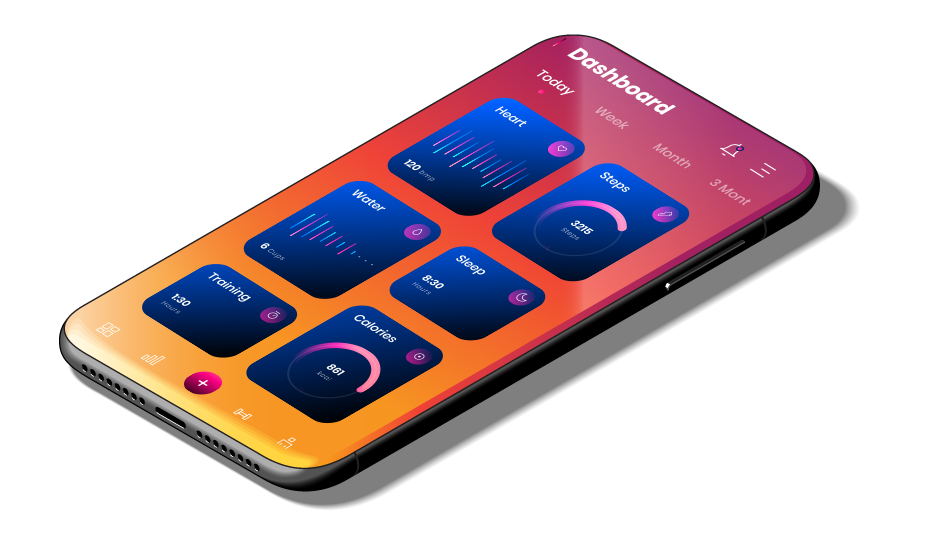 Dashboard
Today Week Month 3 Mont
Heart
120 bmp
Steps
3215
Steps
Water
6 Cups
Sleep
8:30
Hours
Training
1:30
Hours
Calories
861
kcal